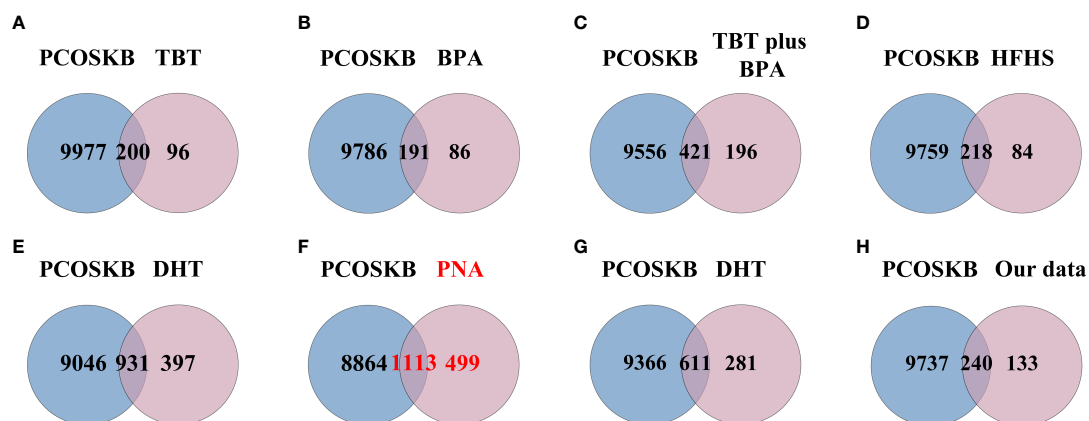 A
B
C
D
PCOSKB TBT
PCOSKB BPA
PCOSKB TBT plus BPA
PCOSKB HFHS
9977 200 96
9786 191 86
9556 421 196
9759 218 84
E
F
G
H
PCOSKB DHT
PCOSKB PNA
PCOSKB DHT
PCOSKB Our data
9046 931 397
8864 1113 499
9366 611 281
9737 240 133